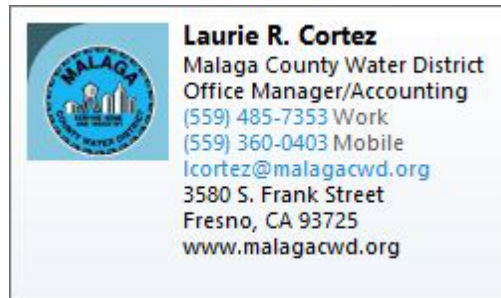 Laurie R. Cortez
Malaga County Water District
Office Manager/Accounting
(559) 485-7353 Work
(559) 360-0403 Mobile
lcortez@malagacwd.org
3580 S. Frank Street
Fresno, CA 93725
www.malagacwd.org
MALAGA
COUNTY WATER DISTRICT